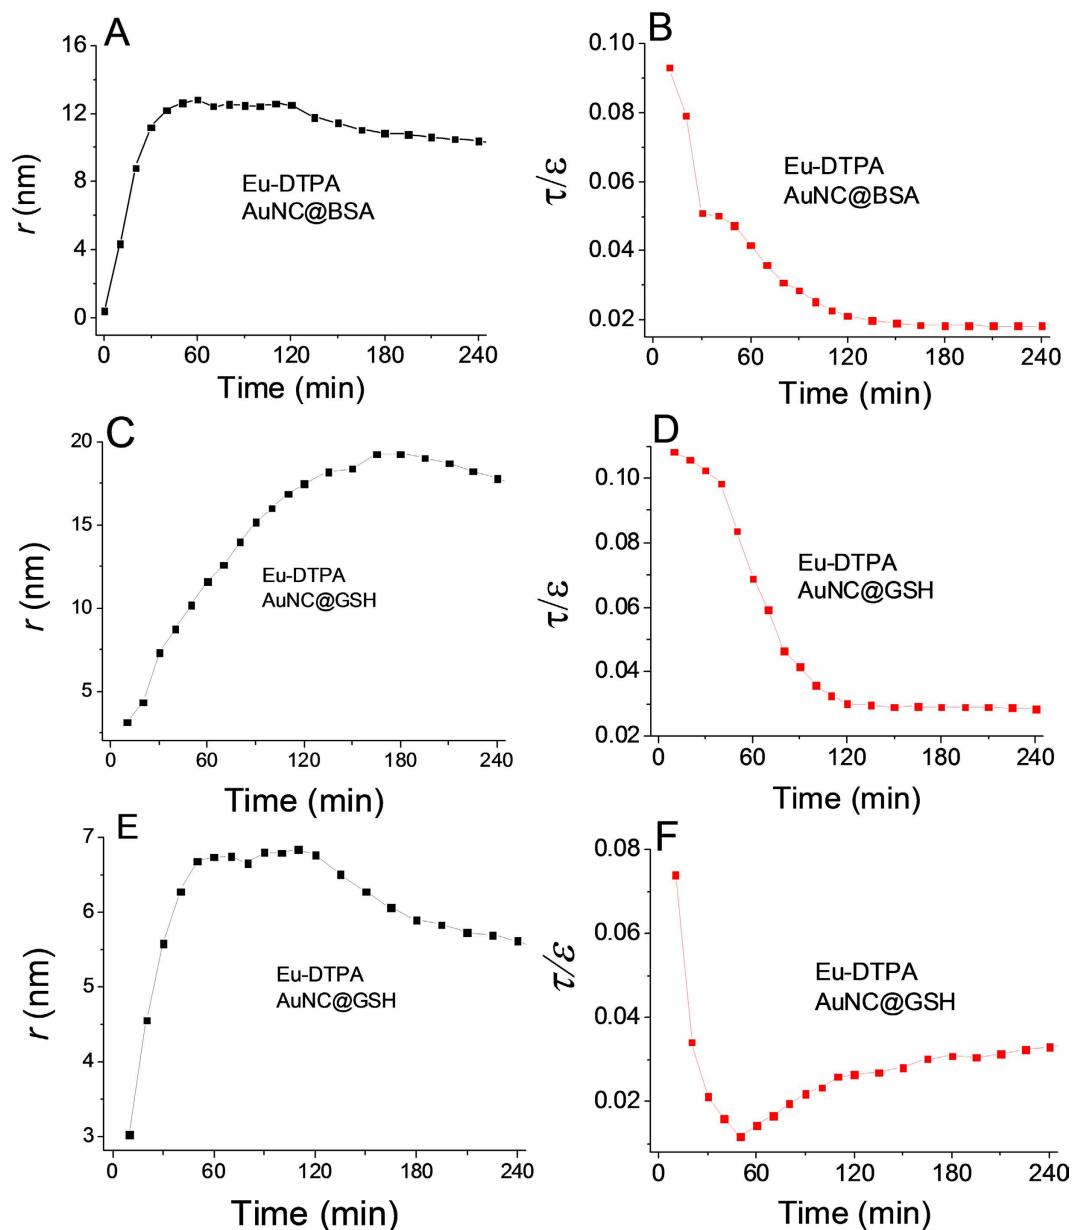 A
16
12
8
4
0
r (nm)
Eu-DTPA
AuNC@BSA
0 60 120 180 240
Time (min)
B
0.10
0.08
0.06
0.04
0.02
τ/ε
Eu-DTPA
AuNC@BSA
0 60 120 180 240
Time (min)
C
20
15
10
5
r (nm)
Eu-DTPA
AuNC@GSH
0 60 120 180 240
Time (min)
D
0.10
0.08
0.06
0.04
0.02
τ/ε
Eu-DTPA
AuNC@GSH
0 60 120 180 240
Time (min)
E
7
6
5
4
3
r (nm)
Eu-DTPA
AuNC@GSH
0 60 120 180 240
Time (min)
F
0.08
0.06
0.04
0.02
τ/ε
Eu-DTPA
AuNC@GSH
0 60 120 180 240
Time (min)